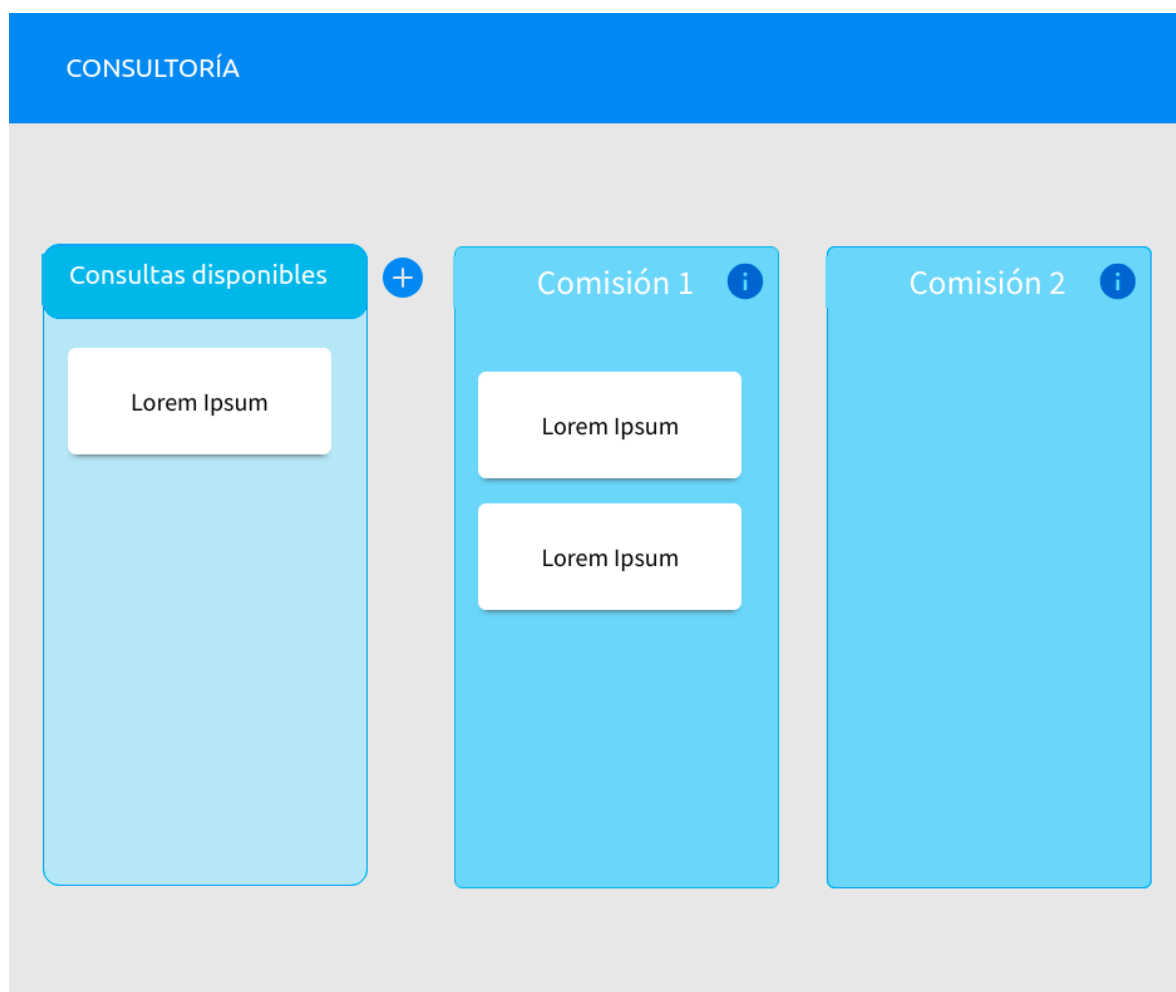 CONSULTORÍA
Consultas disponibles
Lorem Ipsum
Comisión 1
Lorem Ipsum
Lorem Ipsum
Comisión 2